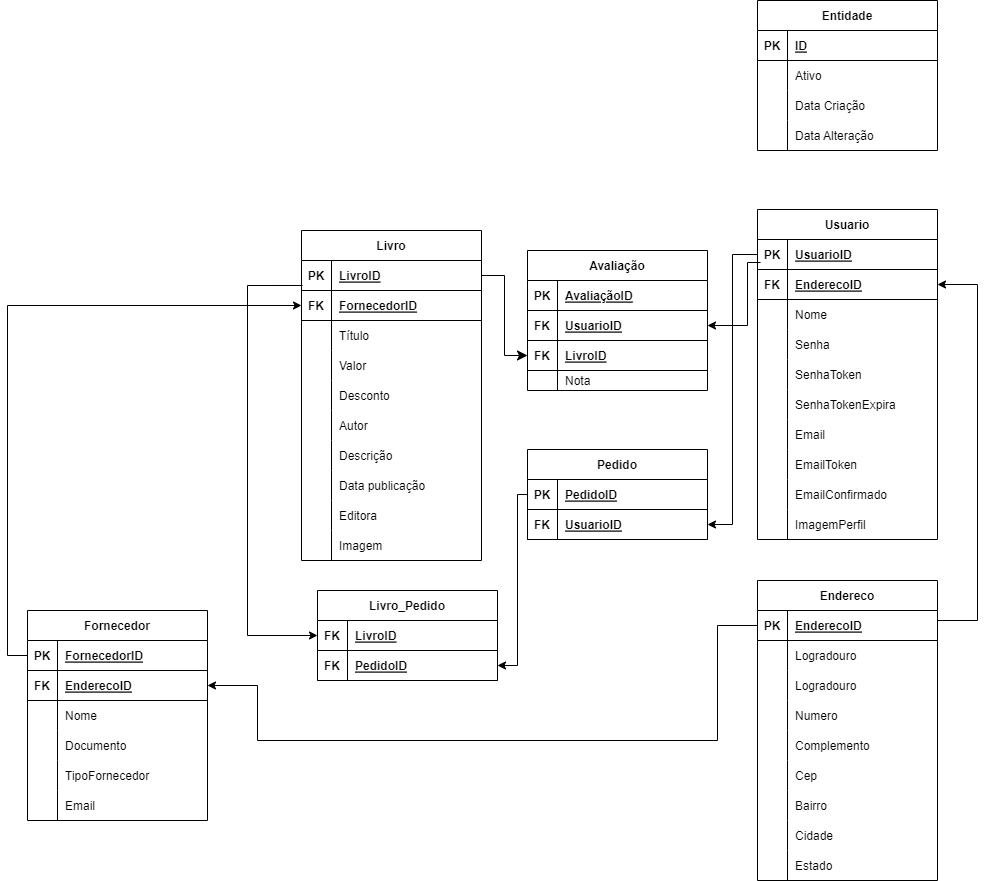 Entidade
PK ID
Ativo
Data Criação
Data Alteração
Livro
PK LivroID
FK FornecedorID
Título
Valor
Desconto
Autor
Descrição
Data publicação
Editora
Imagem
Avaliação
PK AvaliaçãoID
FK UsuarioID
FK LivroID
Nota
Usuario
PK UsuarioID
FK EnderecoID
Nome
Senha
SenhaToken
SenhaTokenExpira
Email
EmailToken
EmailConfirmado
ImagemPerfil
Pedido
PK PedidoID
FK UsuarioID
Livro_Pedido
FK LivroID
FK PedidoID
Fornecedor
PK FornecedorID
FK EnderecoID
Nome
Documento
TipoFornecedor
Email
Endereco
PK EnderecoID
Logradouro
Logradouro
Numero
Complemento
Cep
Bairro
Cidade
Estado